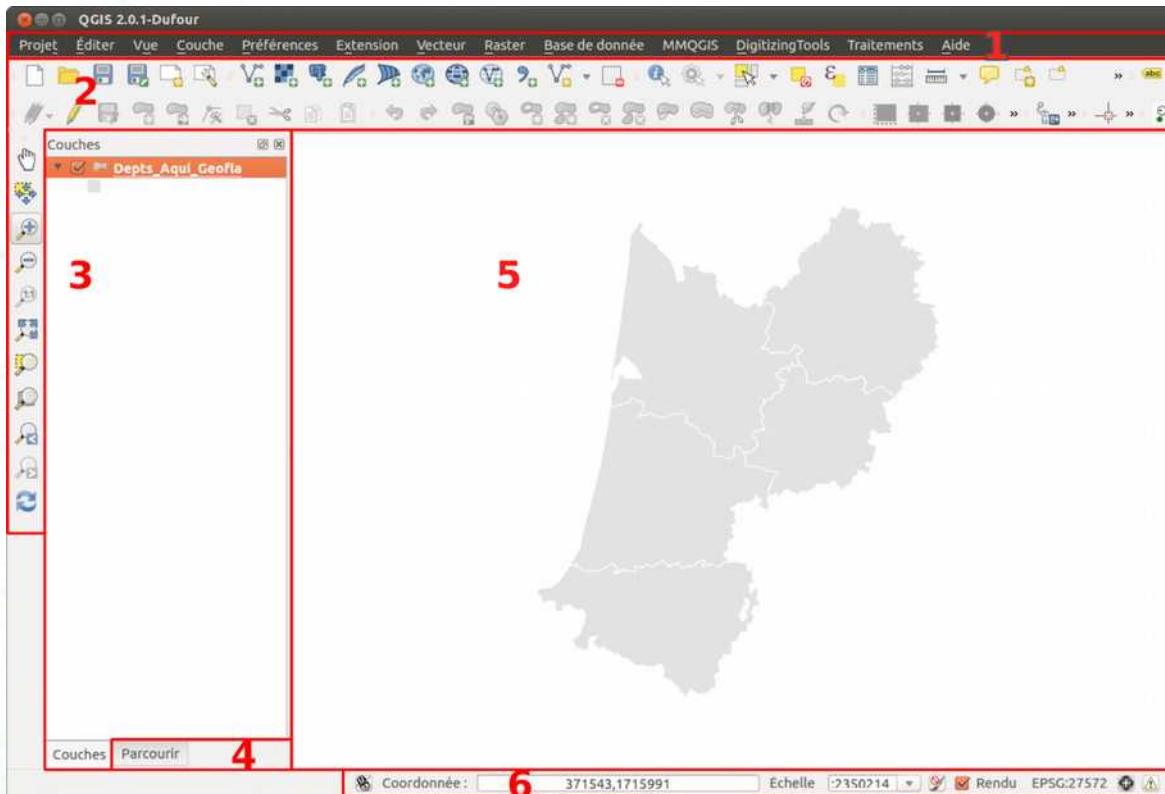 QGIS 2.0.1-Dufour
Projet Éditer Vue Couche Préférences Extension Vecteur Raster Base de donnée MMQGIS DigitizingTools Traitements Aide 1
2 abc
Couches
Depts_Aqui_Geofla
3
5
Couches Parcourir 4
Coordonnée : 6 371543,1715991 Échelle :2350214 Rendu EPSG:27572